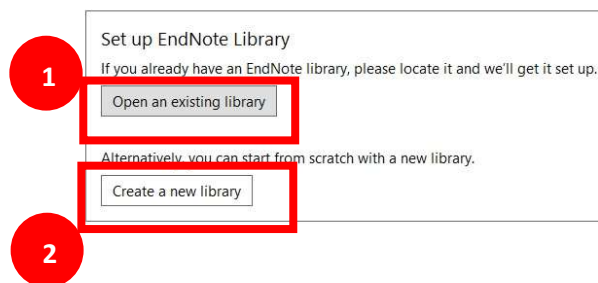 Set up EndNote Library
1
If you already have an EndNote library, please locate it and we'll get it set up.
Open an existing library
Alternatively, you can start from scratch with a new library.
Create a new library
2